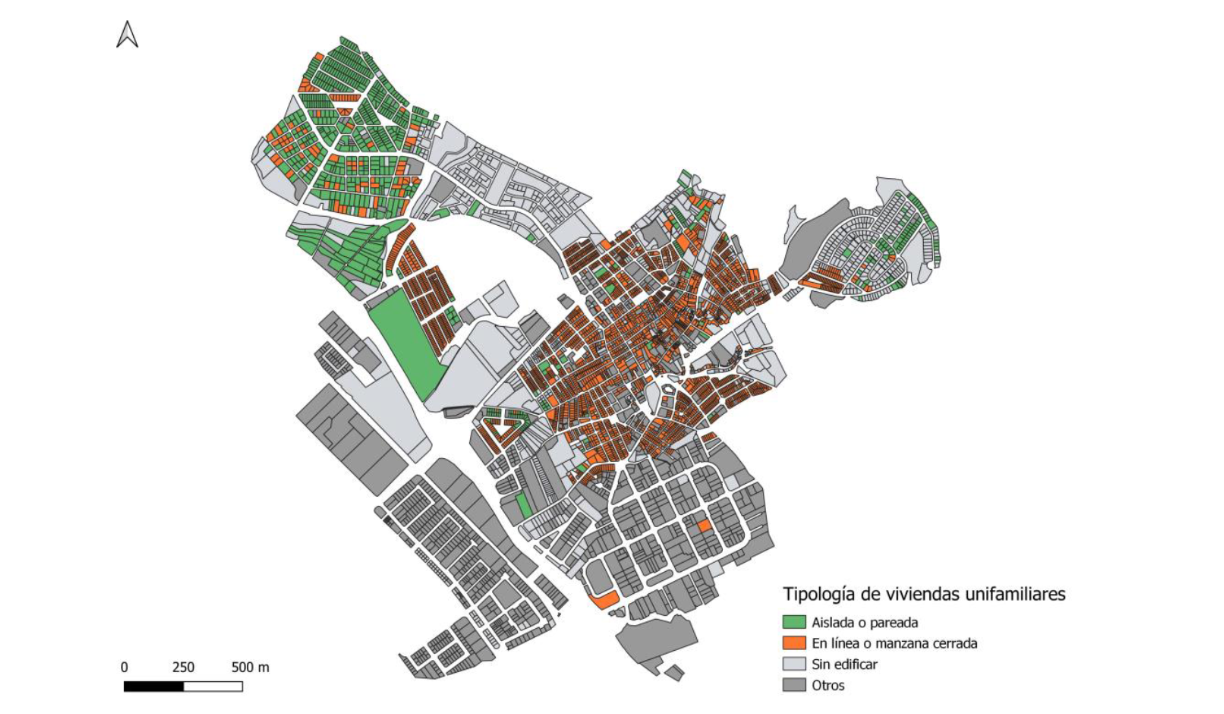 Tipología de viviendas unifamiliares
Aislada o pareada
En línea o manzana cerrada
Sin edificar
Otros
0 250 500 m